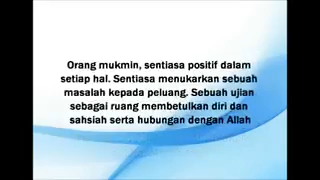 Orang mukmin, sentiasa positif dalam
setiap hal. Sentiasa menukarkan sebuah
masalah kepada peluang. Sebuah ujian
sebagai ruang membetulkan diri dan
sahsiah serta hubungan dengan Allah